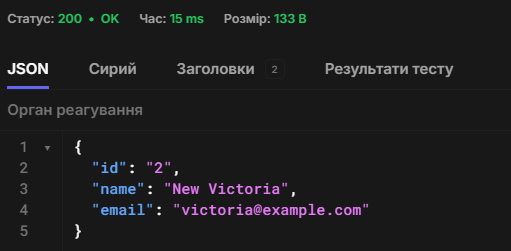 Статус: 200 • OK Час: 15 ms Розмір: 133 B
JSON Сирий Заголовки 2 Результати тесту
Орган реагування
1 {
2 "id": "2",
3 "name": "New Victoria",
4 "email": "victoria@example.com"
5 }